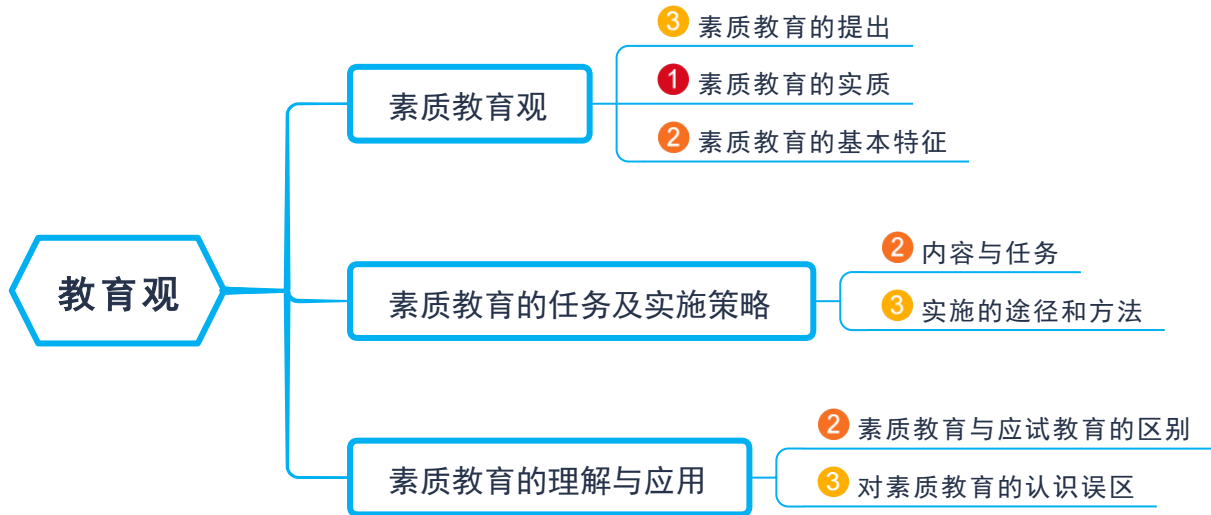 教育观
素质教育观
③ 素质教育的提出
① 素质教育的实质
② 素质教育的基本特征
素质教育的任务及实施策略
② 内容与任务
③ 实施的途径和方法
素质教育的理解与应用
② 素质教育与应试教育的区别
③ 对素质教育的认识误区